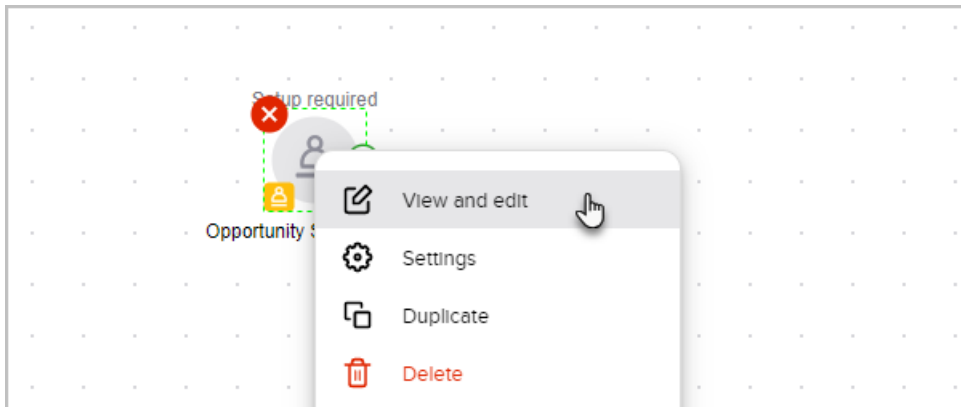 Setup required
Opportunity
View and edit
Settings
Duplicate
Delete